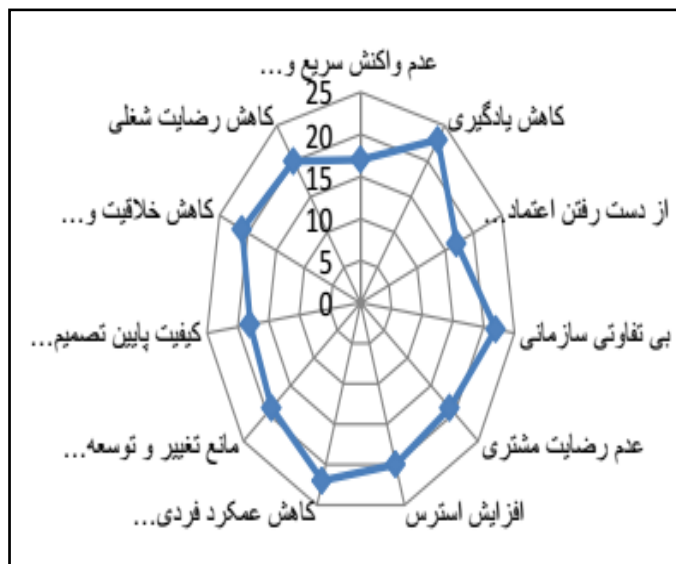 عدم واکنش سریع و...
کاهش یادگیری
از دست رفتن اعتماد...
بی تفاوتی سازمانی
عدم رضایت مشتری
افزایش استرس
کاهش عمکرد فردی...
مانع تغییر و توسعه...
کیفیت پایین تصمیم...
کاهش خلاقیت و...
کاهش رضایت شغلی
25
20
15
10
5
0